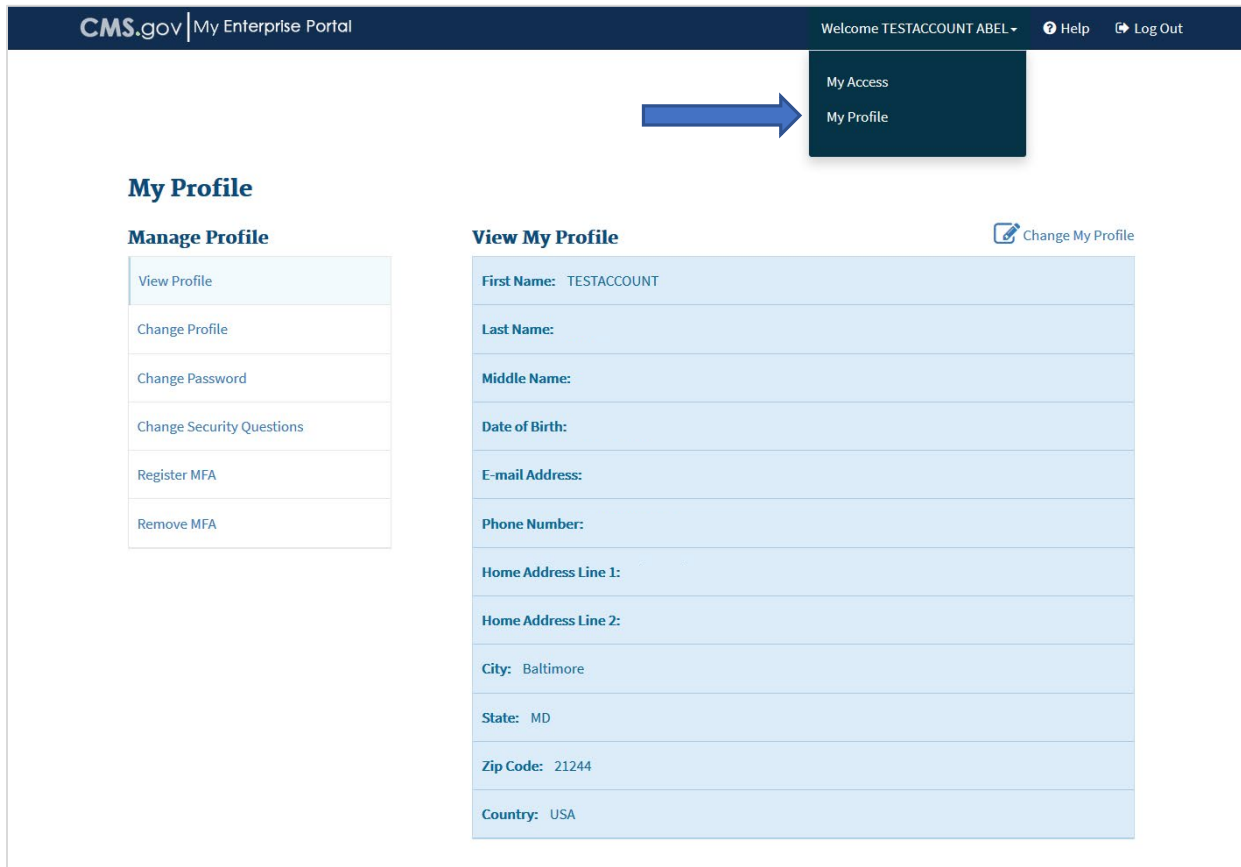 CMS.gov My Enterprise Portal
Welcome TESTACCOUNT ABEL
Help
Log Out
My Access
My Profile
My Profile
Manage Profile
View Profile
Change Profile
Change Password
Change Security Questions
Register MFA
Remove MFA
View My Profile
Change My Profile
First Name: TESTACCOUNT
Last Name:
Middle Name:
Date of Birth:
E-mail Address:
Phone Number:
Home Address Line 1:
Home Address Line 2:
City: Baltimore
State: MD
Zip Code: 21244
Country: USA